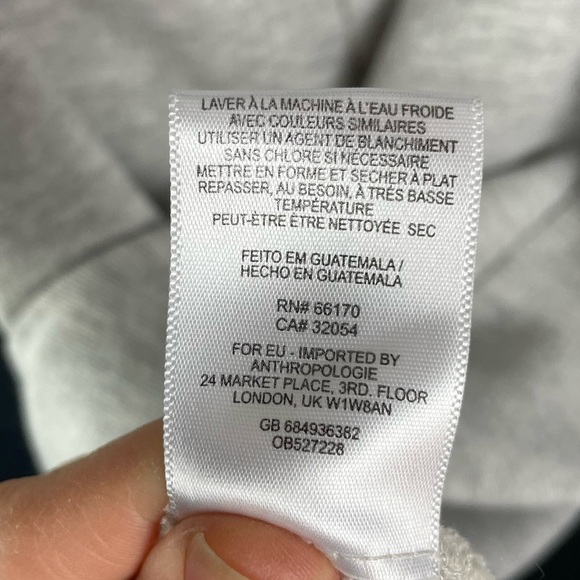 LAVER À LA MACHINE À L'EAU FROIDE
AVEC COULEURS SIMILAIRES
UTILISER UN AGENT DE BLANCHIMENT
SANS CHLORE SI NÉCESSAIRE
METTRE EN FORME ET SECHER À PLAT
REPASSER, AU BESOIN, À TRÉS BASSE
TEMPÉRATURE
PEUT-ÊTRE ÊTRE NETTOYÉE SEC
FEITO EM GUATEMALA /
HECHO EN GUATEMALA
RN# 66170
CA# 32054
FOR EU - IMPORTED BY
ANTHROPOLOGIE
24 MARKET PLACE, 3RD. FLOOR
LONDON, UK W1W8AN
GB 684936382
OB527228